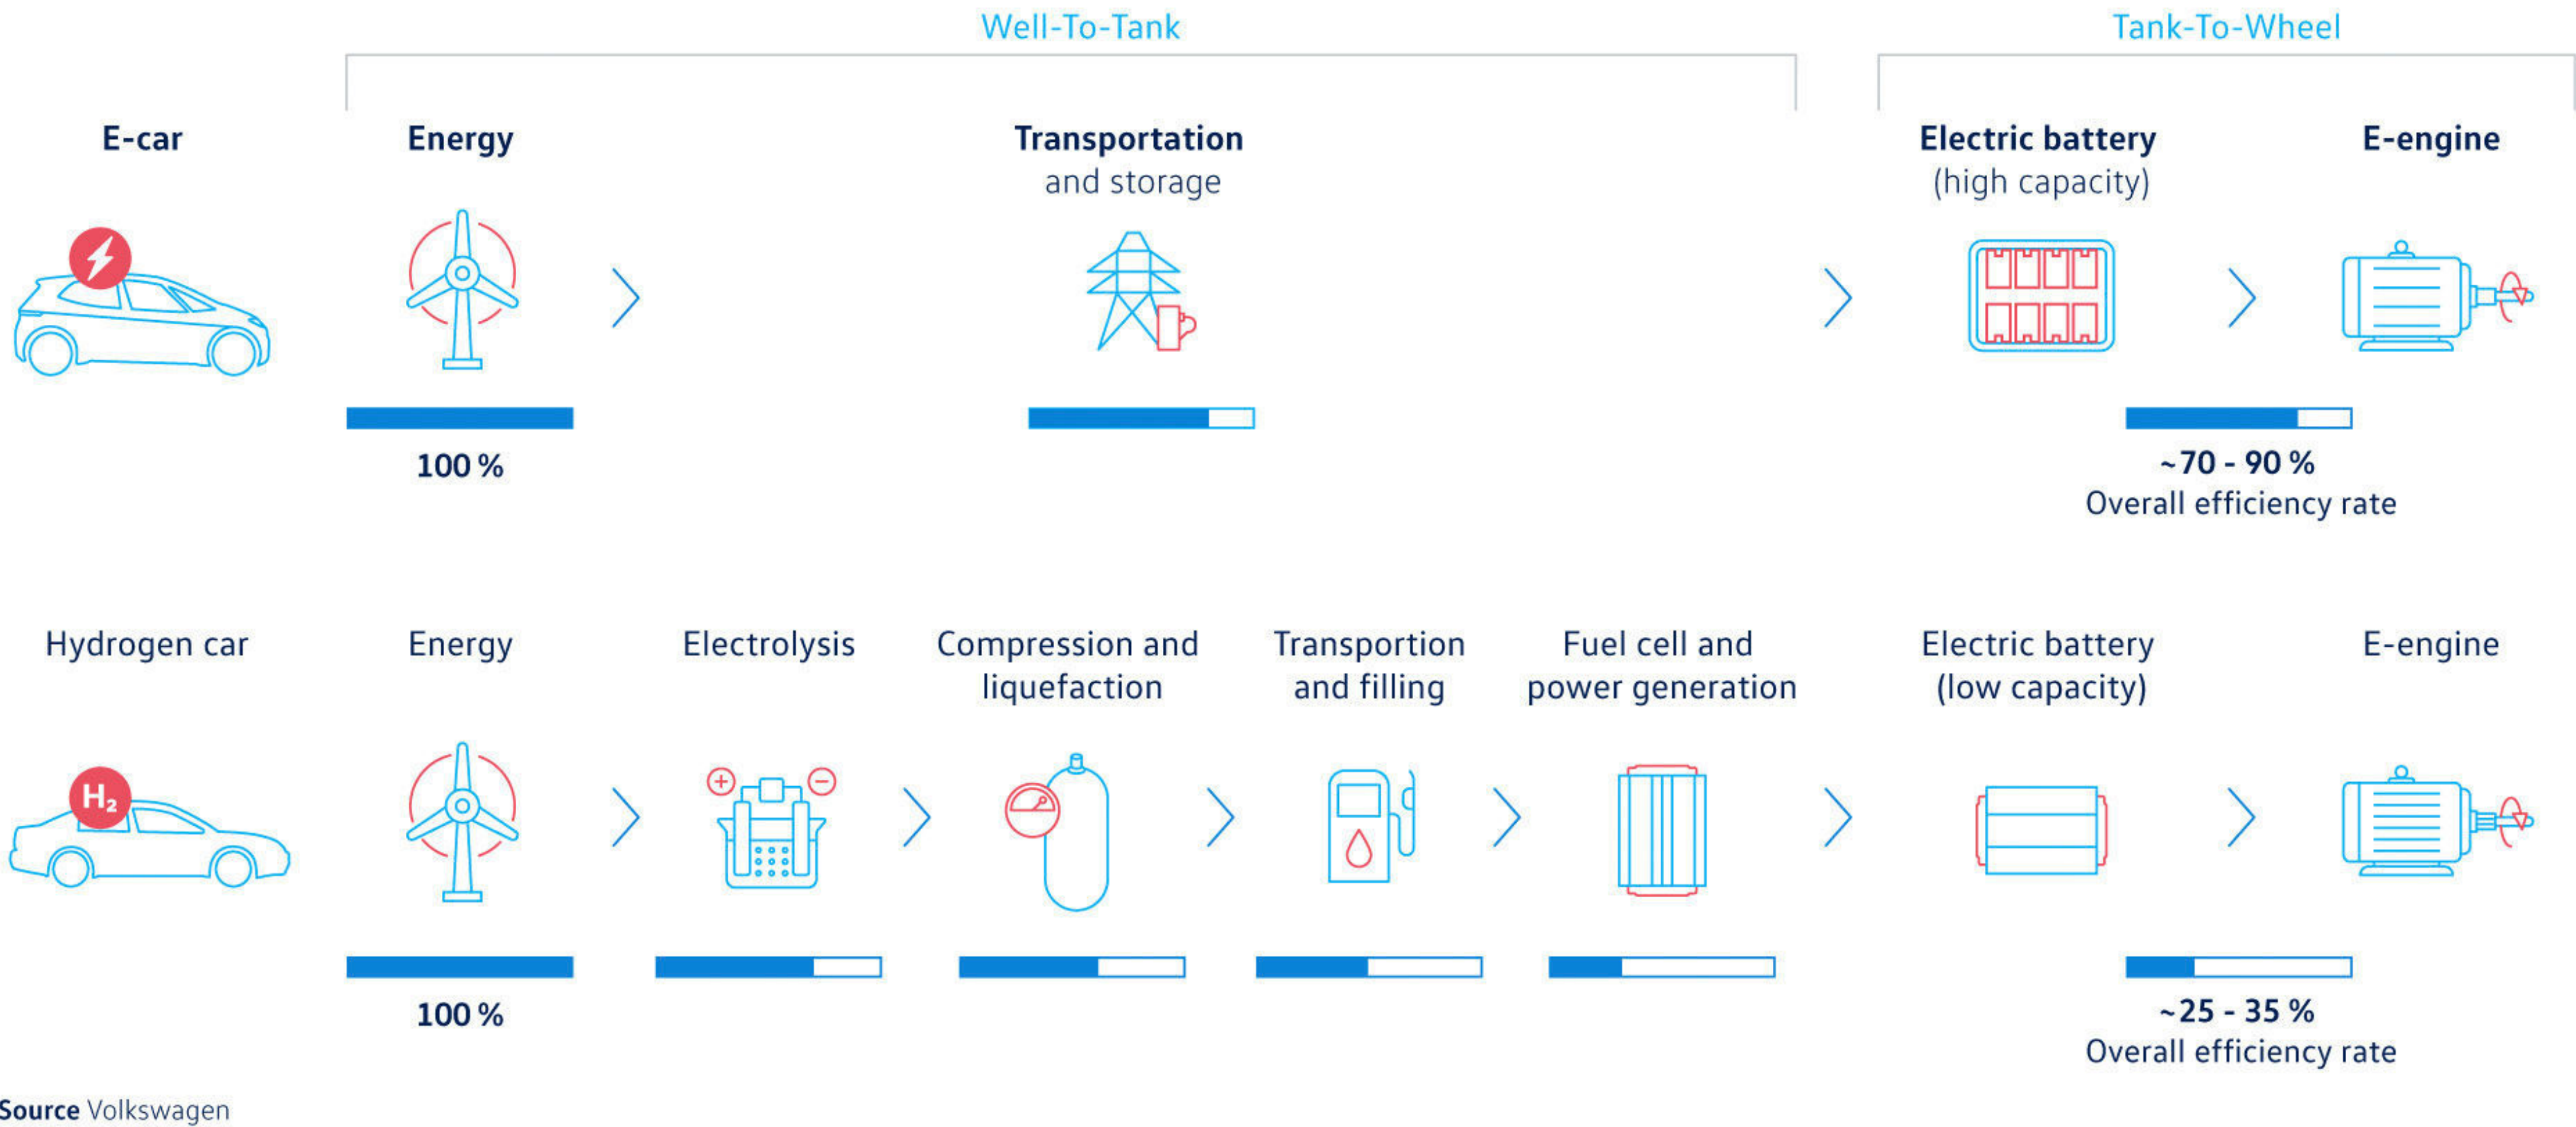 Well-To-Tank
Tank-To-Wheel
E-car
Energy
Transportation
and storage
Electric battery
(high capacity)
E-engine
100 %
~70 - 90 %
Overall efficiency rate
Hydrogen car
Energy
Electrolysis
Compression and
liquefaction
Transportion
and filling
Fuel cell and
power generation
Electric battery
(low capacity)
E-engine
H₂
100 %
~25 - 35 %
Overall efficiency rate
Source Volkswagen